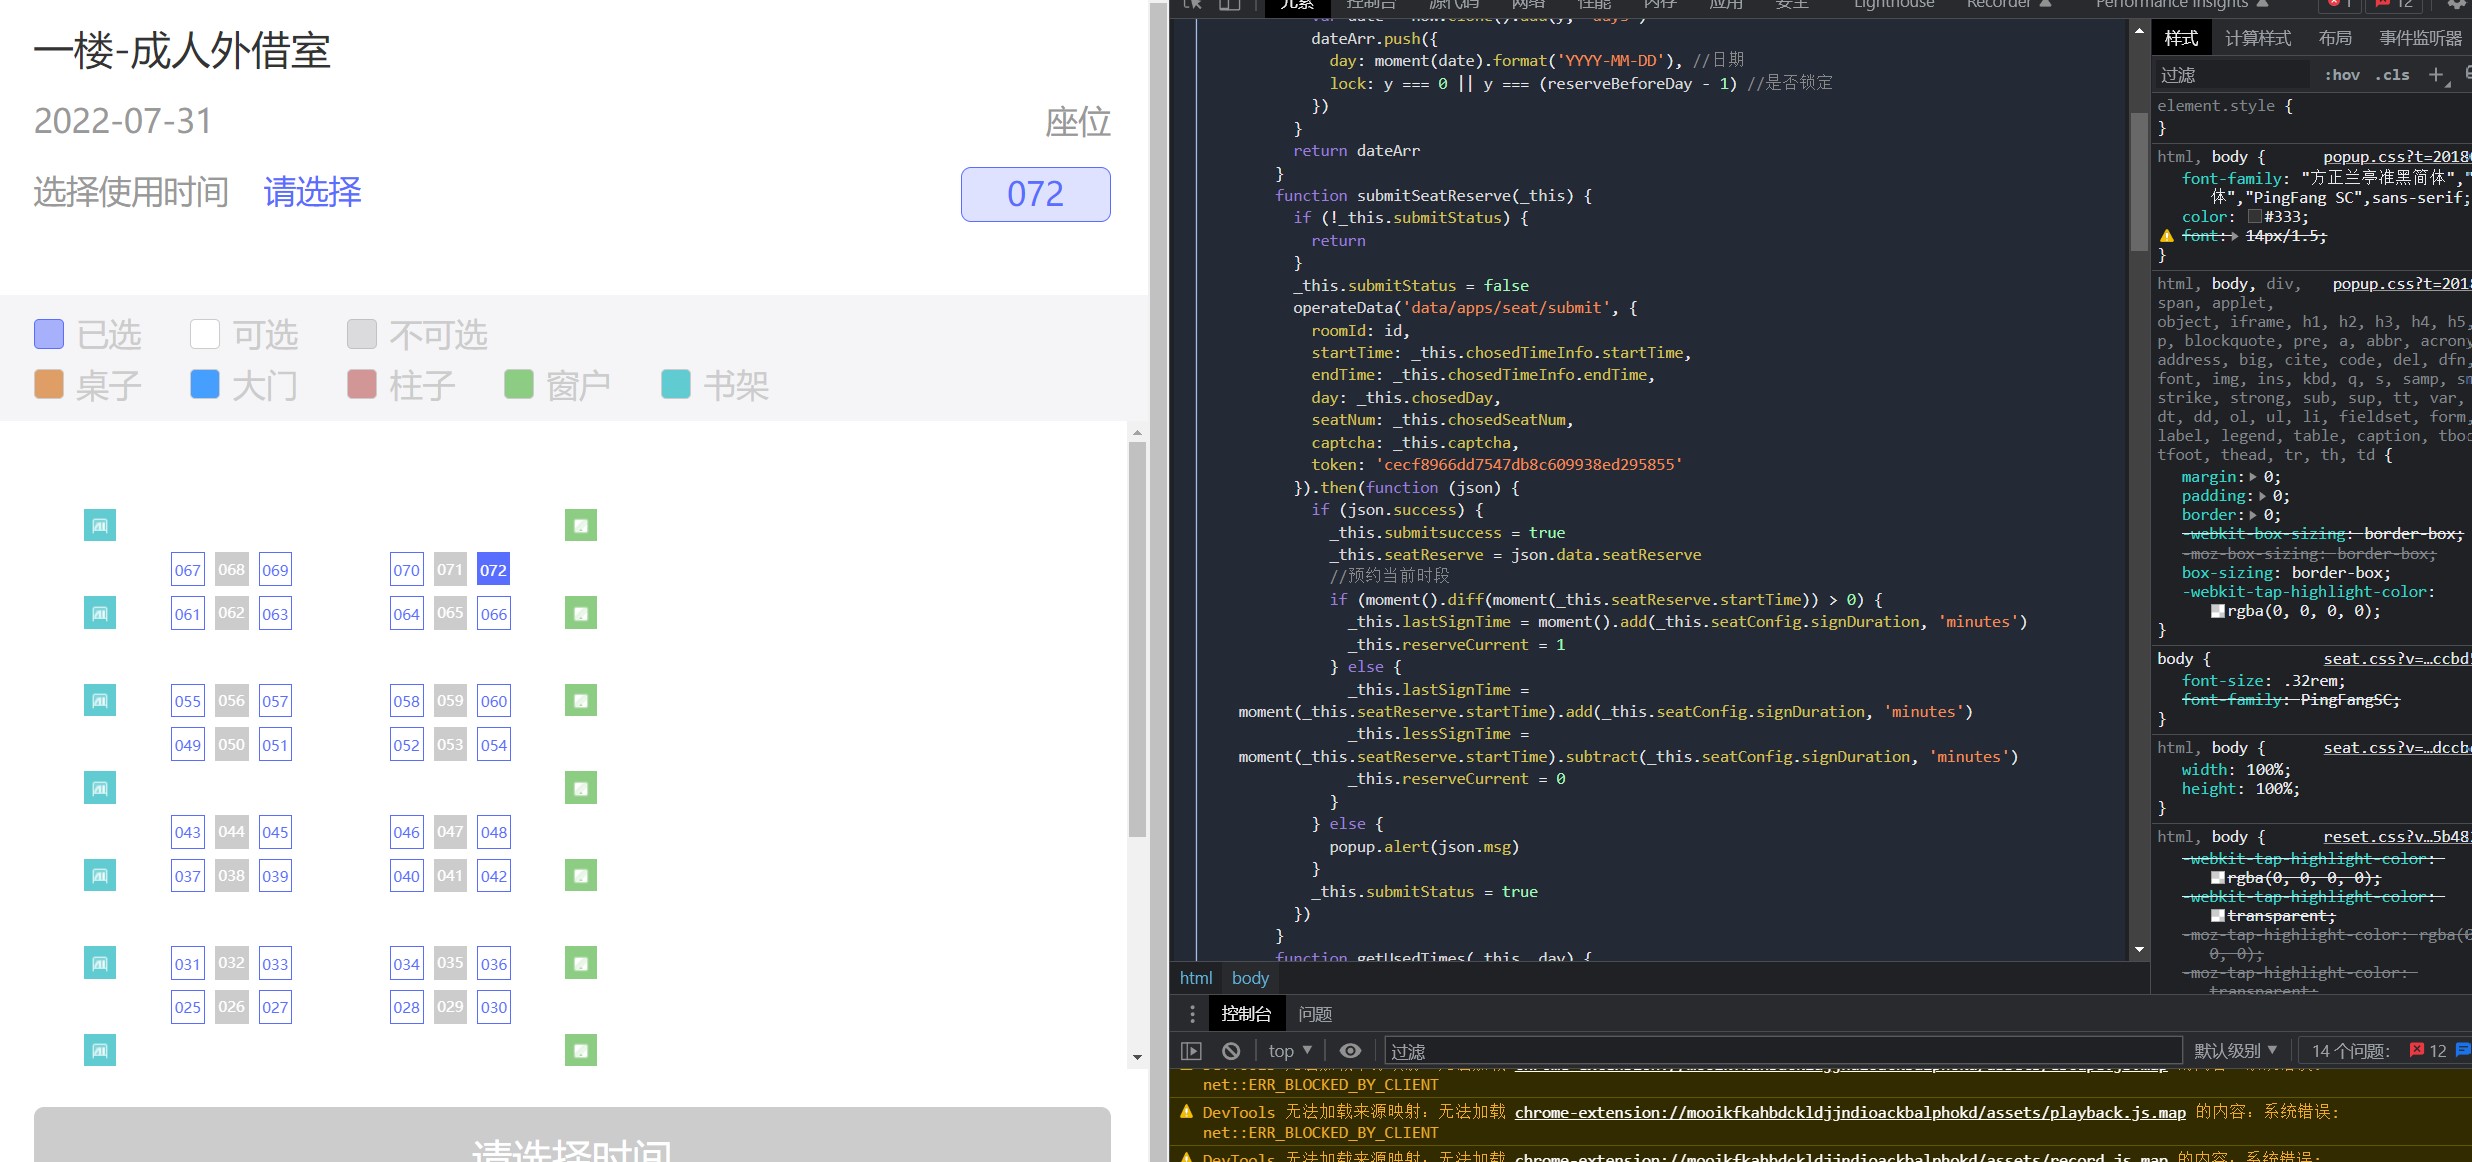 一楼-成人外借室
2022-07-31
座位
选择使用时间 请选择
072
已选 可选 不可选
桌子 大门 柱子 窗户 书架
067 068 069 070 071 072
061 062 063 064 065 066
055 056 057 058 059 060
049 050 051 052 053 054
043 044 045 046 047 048
037 038 039 040 041 042
031 032 033 034 035 036
025 026 027 028 029 030
请选择时间
元素 控制台 源代码 网络 性能 内存 应用 安全 Lighthouse Recorder Performance insights 1 12
dateArr.push({
day: moment(date).format('YYYY-MM-DD'), //日期
lock: y === 0 || y === (reserveBeforeDay - 1) //是否锁定
})
}
return dateArr
}
function submitSeatReserve(_this) {
if (!_this.submitStatus) {
return
}
_this.submitStatus = false
operateData('data/apps/seat/submit', {
roomId: id,
startTime: _this.chosedTimeInfo.startTime,
endTime: _this.chosedTimeInfo.endTime,
day: _this.chosedDay,
seatNum: _this.chosedSeatNum,
captcha: _this.captcha,
token: 'cecf8966dd7547db8c609938ed295855'
}).then(function (json) {
if (json.success) {
_this.submitsuccess = true
_this.seatReserve = json.data.seatReserve
//预约当前时段
if (moment().diff(moment(_this.seatReserve.startTime)) > 0) {
_this.lastSignTime = moment().add(_this.seatConfig.signDuration, 'minutes')
_this.reserveCurrent = 1
} else {
_this.lastSignTime =
moment(_this.seatReserve.startTime).add(_this.seatConfig.signDuration, 'minutes')
_this.lessSignTime =
moment(_this.seatReserve.startTime).subtract(_this.seatConfig.signDuration, 'minutes')
_this.reserveCurrent = 0
}
} else {
popup.alert(json.msg)
}
_this.submitStatus = true
})
}
function getUsedTimes(_this, day) {
html body
样式 计算样式 布局 事件监听器
过滤 :hov .cls
element.style {
}
html, body { popup.css?t=2018
font-family: "方正兰亭准黑简体","
体","PingFang SC",sans-serif;
color: #333;
font: 14px/1.5;
}
html, body, div, popup.css?t=201
span, applet,
object, iframe, h1, h2, h3, h4, h5,
p, blockquote, pre, a, abbr, acrony
address, big, cite, code, del, dfn,
font, img, ins, kbd, q, s, samp, sm
strike, strong, sub, sup, tt, var,
dt, dd, ol, ul, li, fieldset, form,
label, legend, table, caption, tbod
tfoot, thead, tr, th, td {
margin: 0;
padding: 0;
border: 0;
-webkit-box-sizing: border-box;
-moz-box-sizing: border-box;
box-sizing: border-box;
-webkit-tap-highlight-color:
rgba(0, 0, 0, 0);
}
body { seat.css?v=…ccbd
font-size: .32rem;
font-family: PingFangSC;
}
html, body { seat.css?v=…dccb
width: 100%;
height: 100%;
}
html, body { reset.css?v…5b48
-webkit-tap-highlight-color:
rgba(0, 0, 0, 0);
-webkit-tap-highlight-color:
transparent;
-moz-tap-highlight-color: rgba(0
0, 0);
-moz-tap-highlight-color:
transparent;
控制台 问题
top 过滤 默认级别 14 个问题: 12
net::ERR_BLOCKED_BY_CLIENT
DevTools 无法加载来源映射: 无法加载 chrome-extension://mooikfkahbdckldjjndioackbalphokd/assets/playback.js.map 的内容: 系统错误:
net::ERR_BLOCKED_BY_CLIENT
DevTools 无法加载来源映射: 无法加载 chrome-extension://mooikfkahbdckldjjndioackbalphokd/assets/record.js.map 的内容: 系统错误: